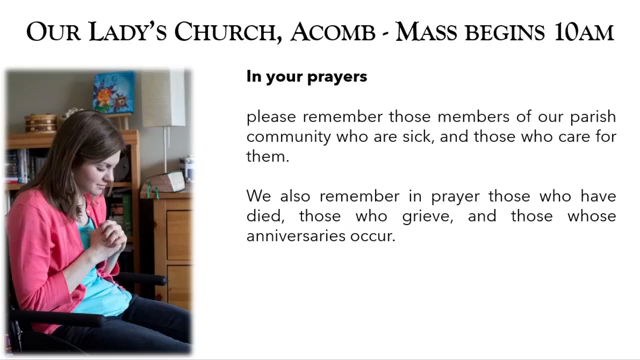 Our Lady's Church, Acomb - Mass begins 10am
In your prayers
please remember those members of our parish
community who are sick, and those who care for
them.
We also remember in prayer those who have
died, those who grieve, and those whose
anniversaries occur.